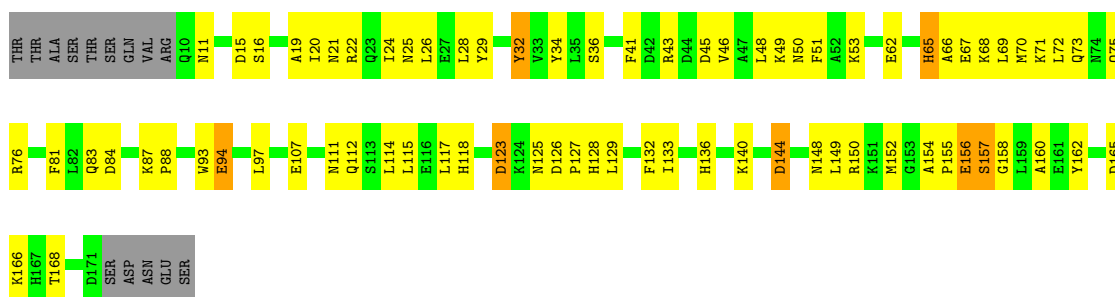 THR THR ALA SER THR SER GLN VAL ARG Q10 N11 D15 S16 A19 I20 N21 R22 Q23 I24 N25 L26 E27 L28 Y29 Y32 V33 Y34 L35 S36 F41 D42 R43 D44 D45 V46 A47 L48 K49 N50 F51 A52 K53 E62 H65 A66 E67 K68 L69 M70 K71 L72 Q73 N74 Q75
R76 F81 L82 Q83 D84 K87 P88 W93 E94 L97 E107 N111 Q112 S113 L114 L115 E116 L117 H118 D123 K124 N125 D126 P127 H128 L129 F132 I133 H136 K140 D144 N148 L149 R150 K151 M152 G153 A154 P155 E156 S157 G158 L159 A160 E161 Y162 D165
K166 H167 T168 D171 SER ASP ASN GLU SER